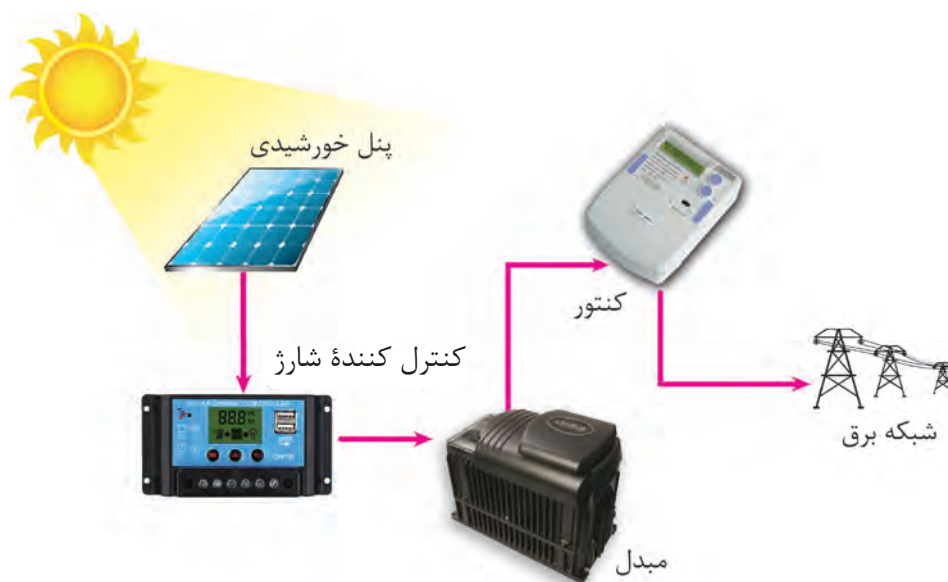 پنل خورشیدی
کنتور
کنترل کنندهٔ شارژ
شبکه برق
مبدل